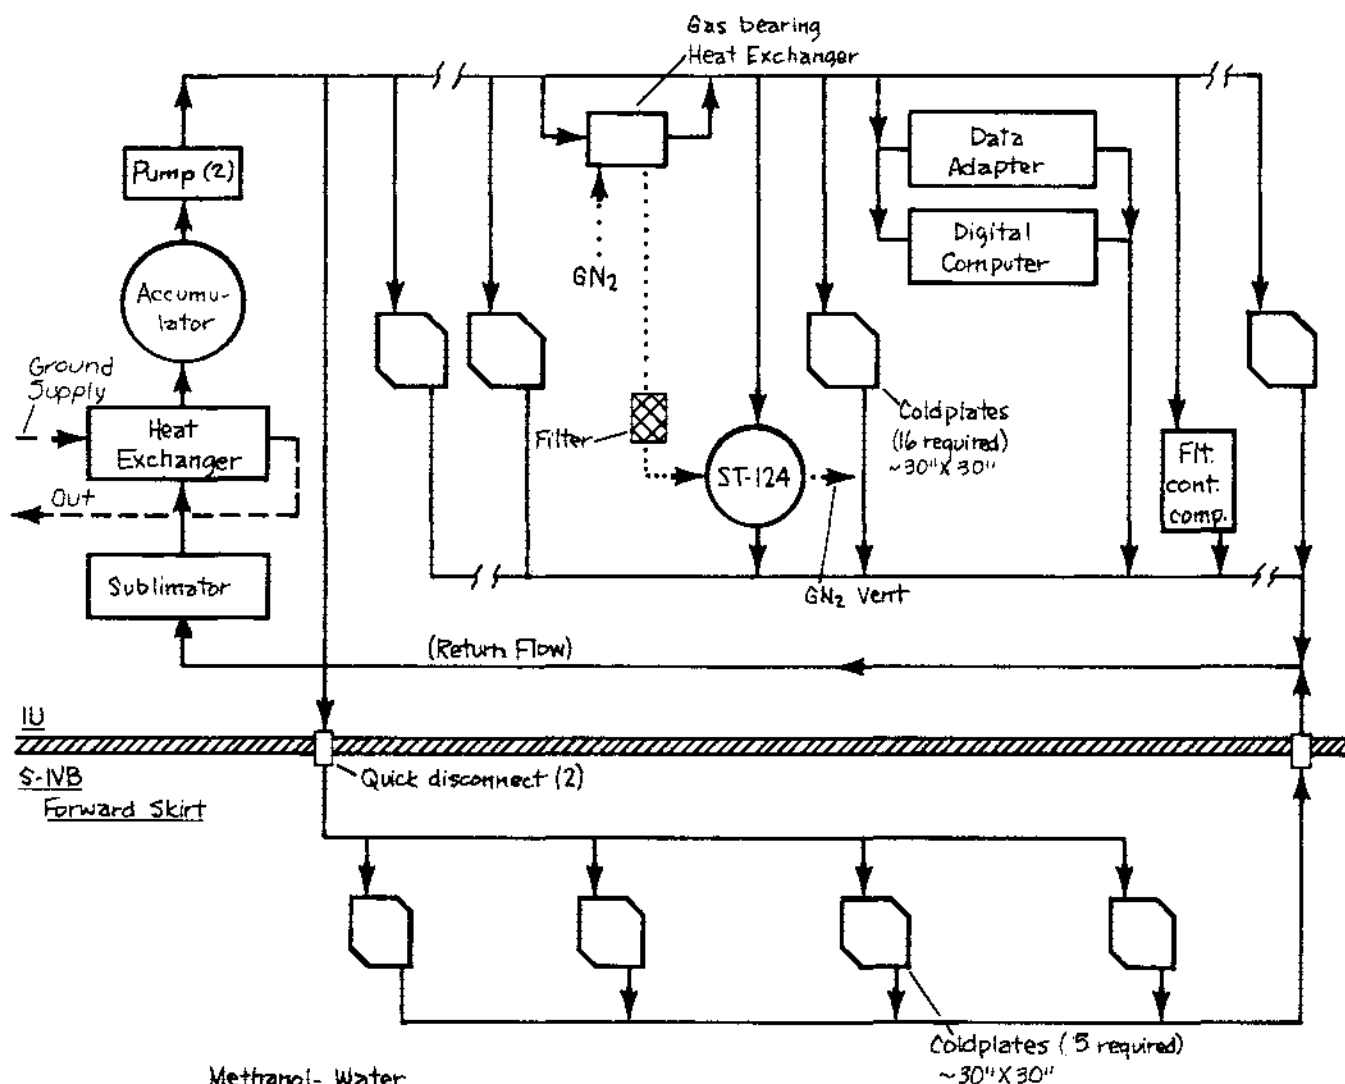 Gas bearing
Heat Exchanger
Pump (2)
Data
Adapter
Digital
Computer
GN₂
Accumu-
lator
Ground
Supply
Heat
Exchanger
Out
Filter
ST-124
Coldplates
(16 required)
~30"X 30"
Flt.
cont.
comp.
Sublimator
GN₂ Vent
(Return Flow)
IU
S-IVB
Forward Skirt
Quick disconnect (2)
Coldplates (5 required)
~30"X 30"
Methanol-Water